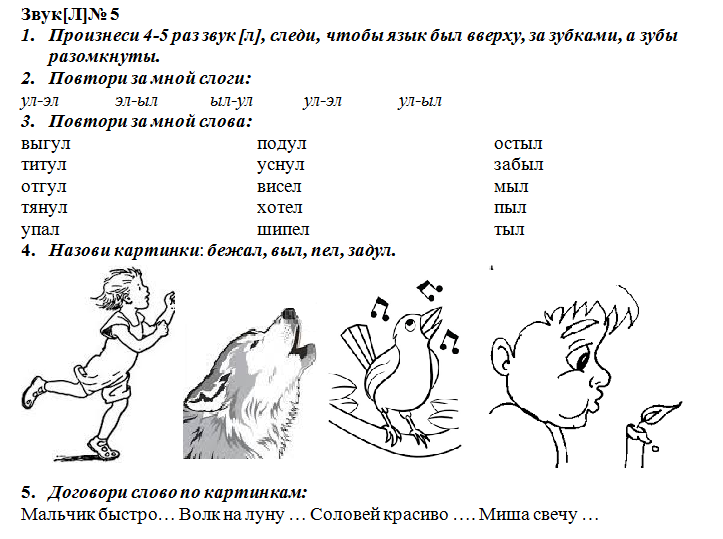 Звук[Л]№ 5
1. Произнеси 4-5 раз звук [л], следи, чтобы язык был вверху, за зубками, а зубы
разомкнуты.
2. Повтори за мной слоги:
ул-эл эл-ыл ыл-ул ул-эл ул-ыл
3. Повтори за мной слова:
выгул подул остыл
титул уснул забыл
отгул висел мыл
тянул хотел пыл
упал шипел тыл
4. Назови картинки: бежал, выл, пел, задул.
5. Договори слово по картинкам:
Мальчик быстро… Волк на луну … Соловей красиво …. Миша свечу …